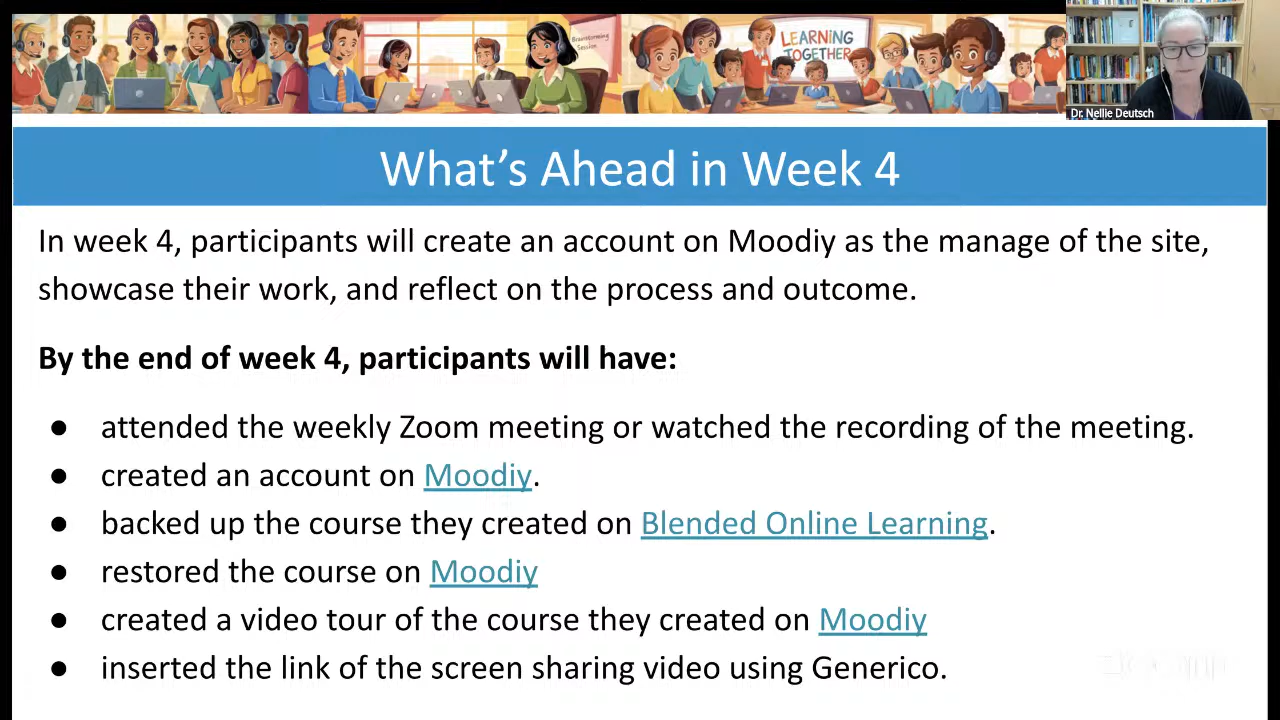 Brainstorming
Session
LEARNING
TOGETHER
Dr. Nellie Deutsch
What's Ahead in Week 4
In week 4, participants will create an account on Moodiy as the manage of the site,
showcase their work, and reflect on the process and outcome.
By the end of week 4, participants will have:
● attended the weekly Zoom meeting or watched the recording of the meeting.
● created an account on Moodiy.
● backed up the course they created on Blended Online Learning.
● restored the course on Moodiy
● created a video tour of the course they created on Moodiy
● inserted the link of the screen sharing video using Generico.